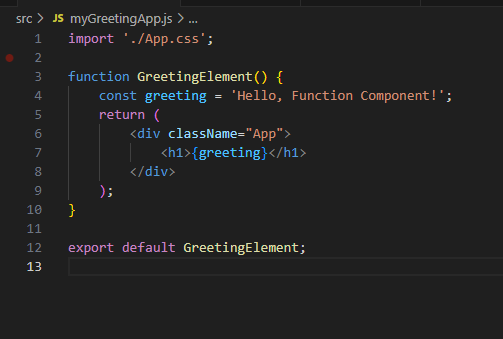 src > JS myGreetingApp.js > ...
1 import './App.css';
2
3 function GreetingElement() {
4     const greeting = 'Hello, Function Component!';
5     return (
6         <div className="App">
7             <h1>{greeting}</h1>
8         </div>
9     );
10 }
11
12 export default GreetingElement;
13